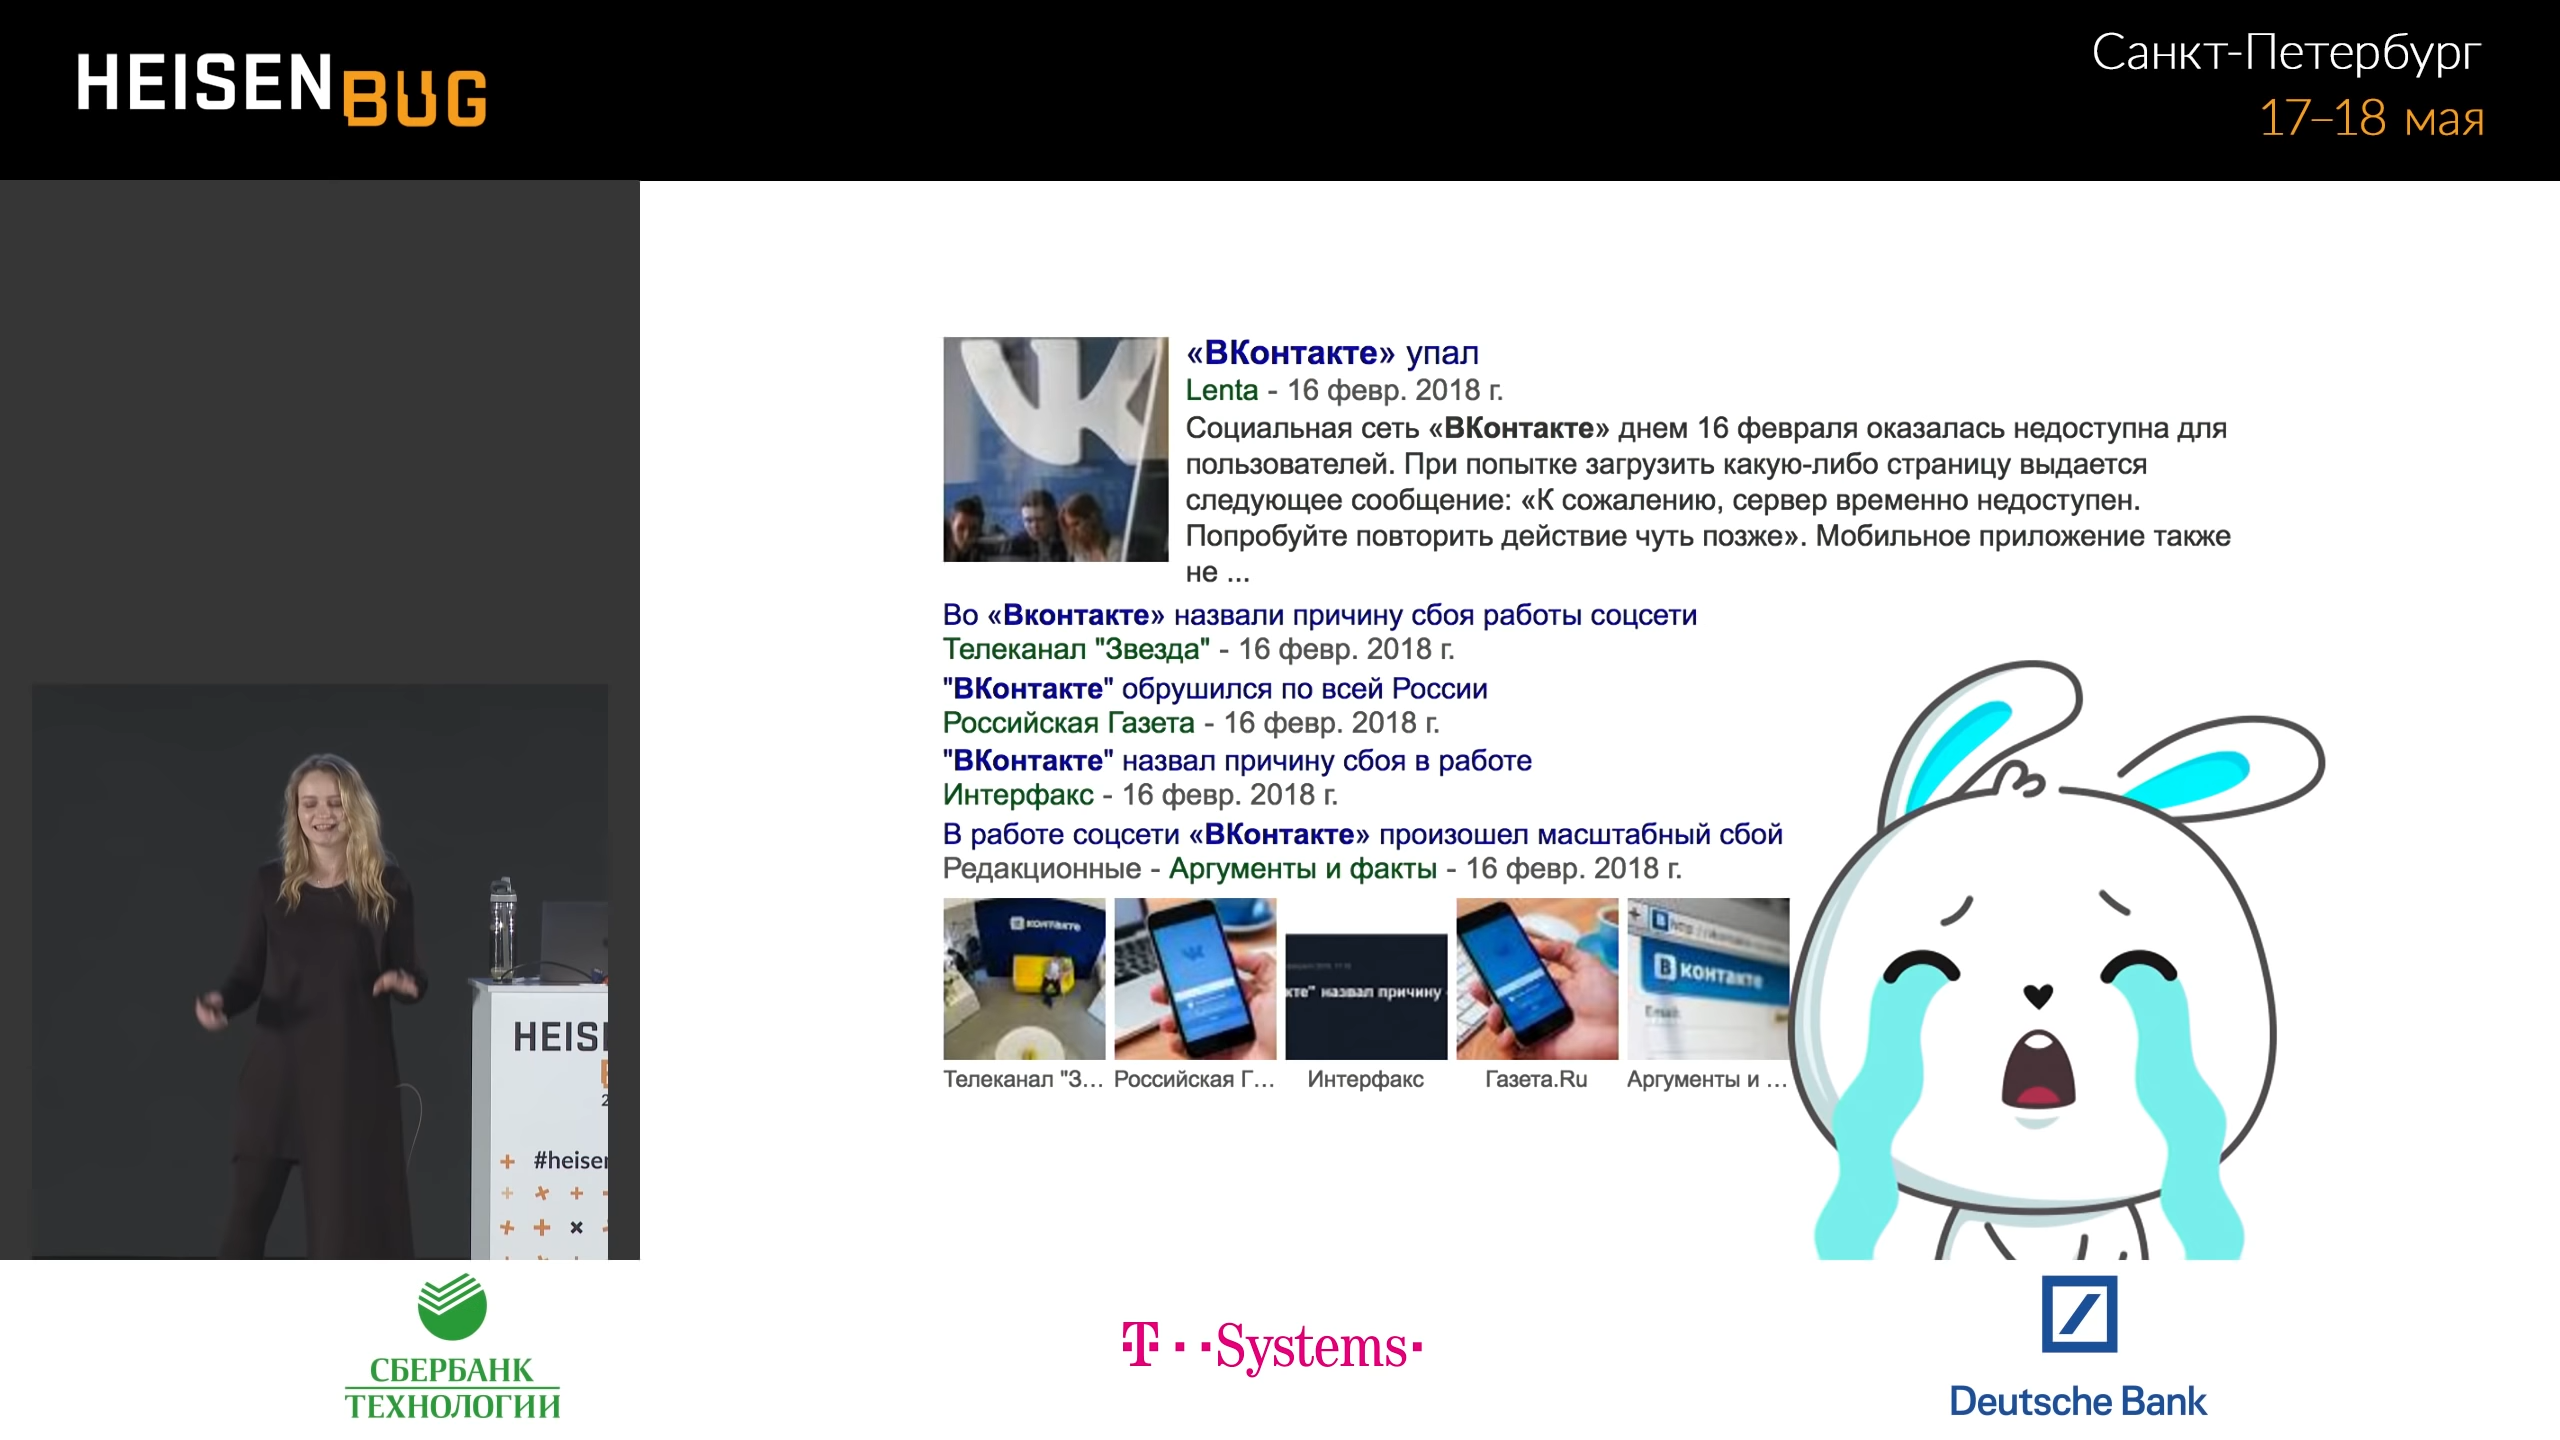 HEISENBUG
Санкт-Петербург
17–18 мая
«ВКонтакте» упал
Lenta - 16 февр. 2018 г.
Социальная сеть «ВКонтакте» днем 16 февраля оказалась недоступна для
пользователей. При попытке загрузить какую-либо страницу выдается
следующее сообщение: «К сожалению, сервер временно недоступен.
Попробуйте повторить действие чуть позже». Мобильное приложение также
не ...
Во «Вконтакте» назвали причину сбоя работы соцсети
Телеканал "Звезда" - 16 февр. 2018 г.
"ВКонтакте" обрушился по всей России
Российская Газета - 16 февр. 2018 г.
"ВКонтакте" назвал причину сбоя в работе
Интерфакс - 16 февр. 2018 г.
В работе соцсети «ВКонтакте» произошел масштабный сбой
Редакционные - Аргументы и факты - 16 февр. 2018 г.
контакте
кте" назвал причину
В контакте
Email
Телеканал "З... Российская Г... Интерфакс Газета.Ru Аргументы и ...
HEIS
#heise
СБЕРБАНК
ТЕХНОЛОГИИ
T··Systems·
Deutsche Bank